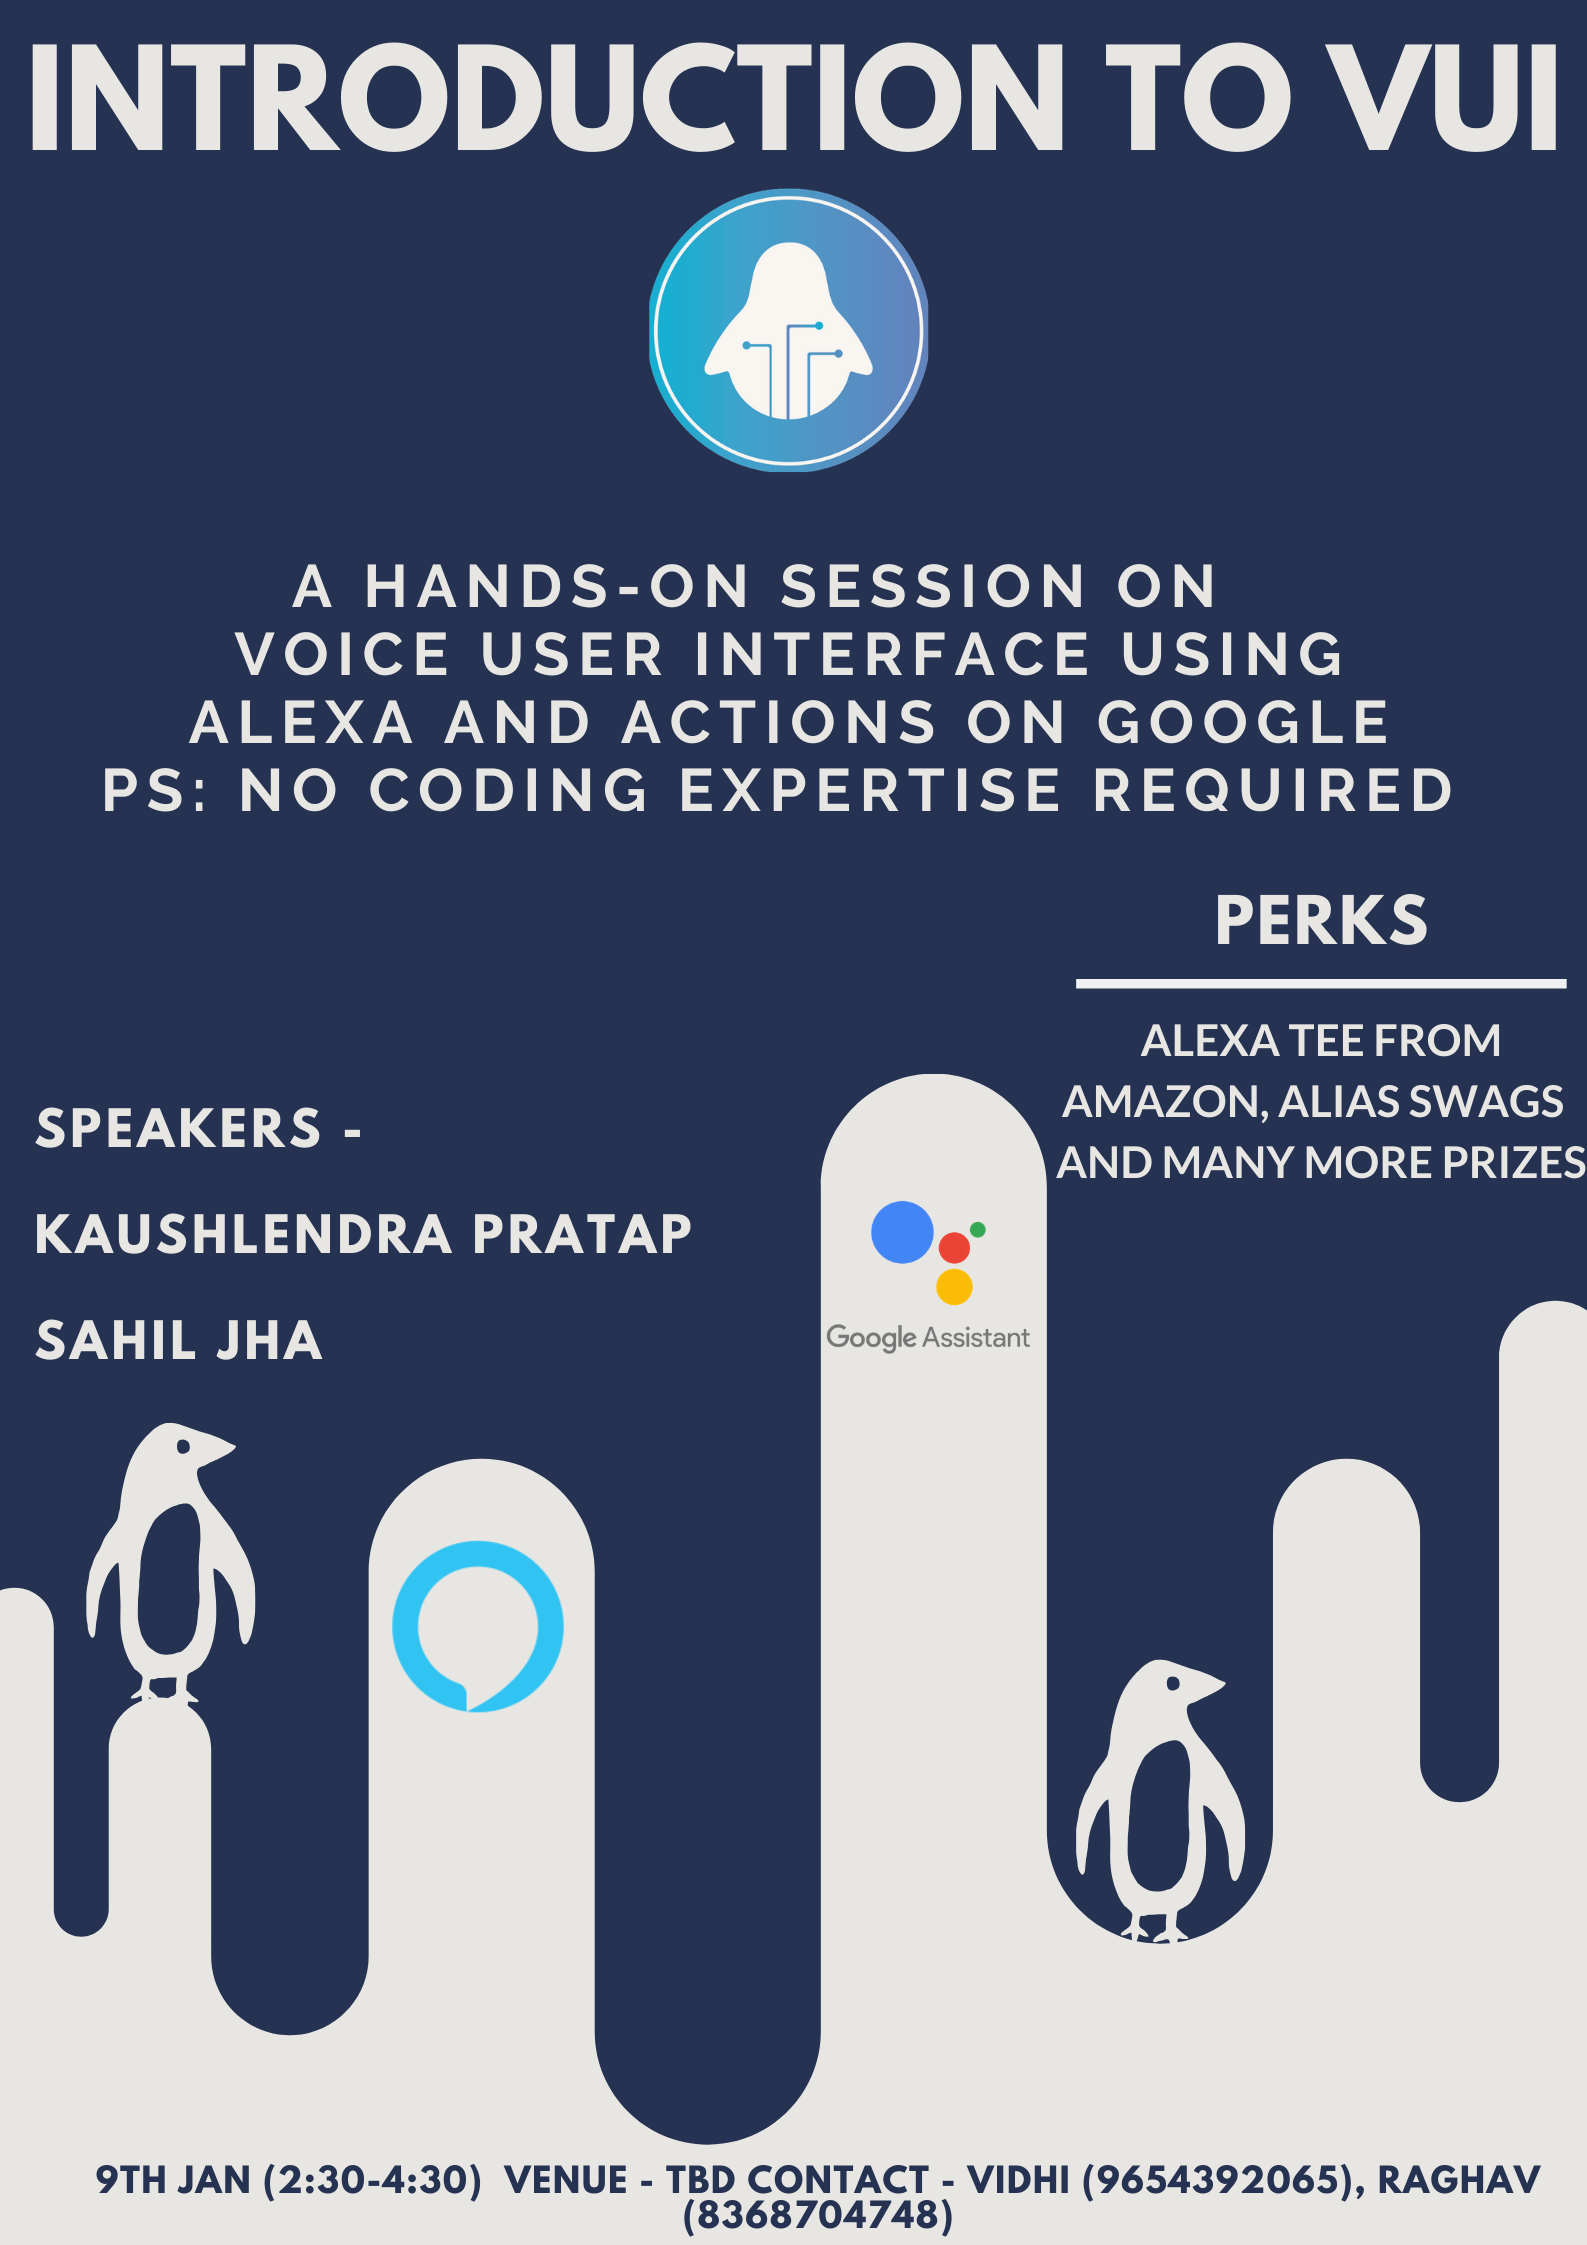 INTRODUCTION TO VUI
A HANDS-ON SESSION ON
VOICE USER INTERFACE USING
ALEXA AND ACTIONS ON GOOGLE
PS: NO CODING EXPERTISE REQUIRED
PERKS
ALEXA TEE FROM
AMAZON, ALIAS SWAGS
AND MANY MORE PRIZES
SPEAKERS -
KAUSHLENDRA PRATAP
SAHIL JHA
Google Assistant
9TH JAN (2:30-4:30) VENUE - TBD CONTACT - VIDHI (9654392065), RAGHAV
(8368704748)